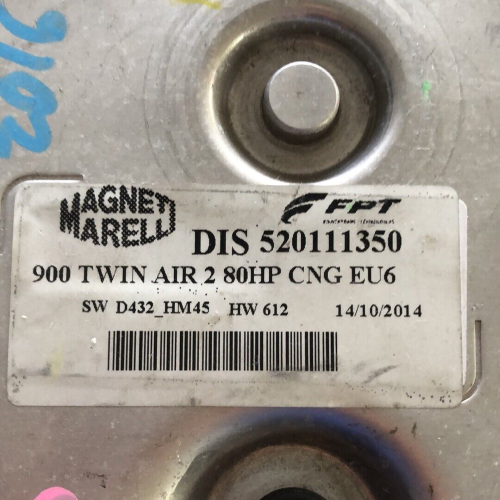 MAGNETI
MARELLI
FPT
DIS 520111350
900 TWIN AIR 2 80HP CNG EU6
SW D432_HM45 HW 612 14/10/2014